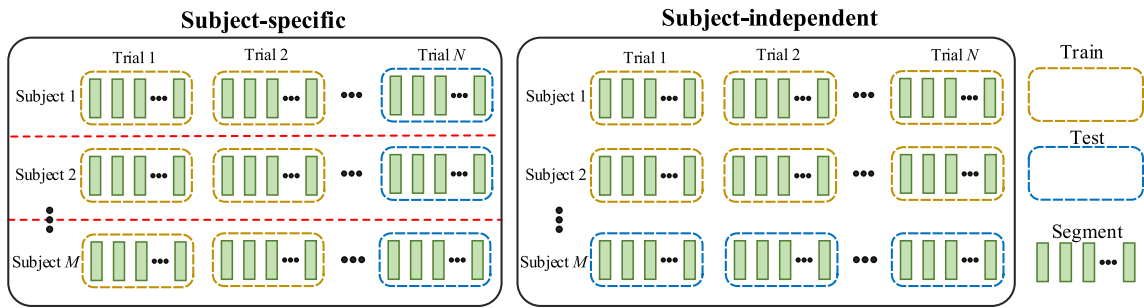 Subject-specific
Trial 1 Trial 2 Trial N
Subject 1
Subject 2
Subject M
Subject-independent
Trial 1 Trial 2 Trial N
Subject 1
Subject 2
Subject M
Train
Test
Segment